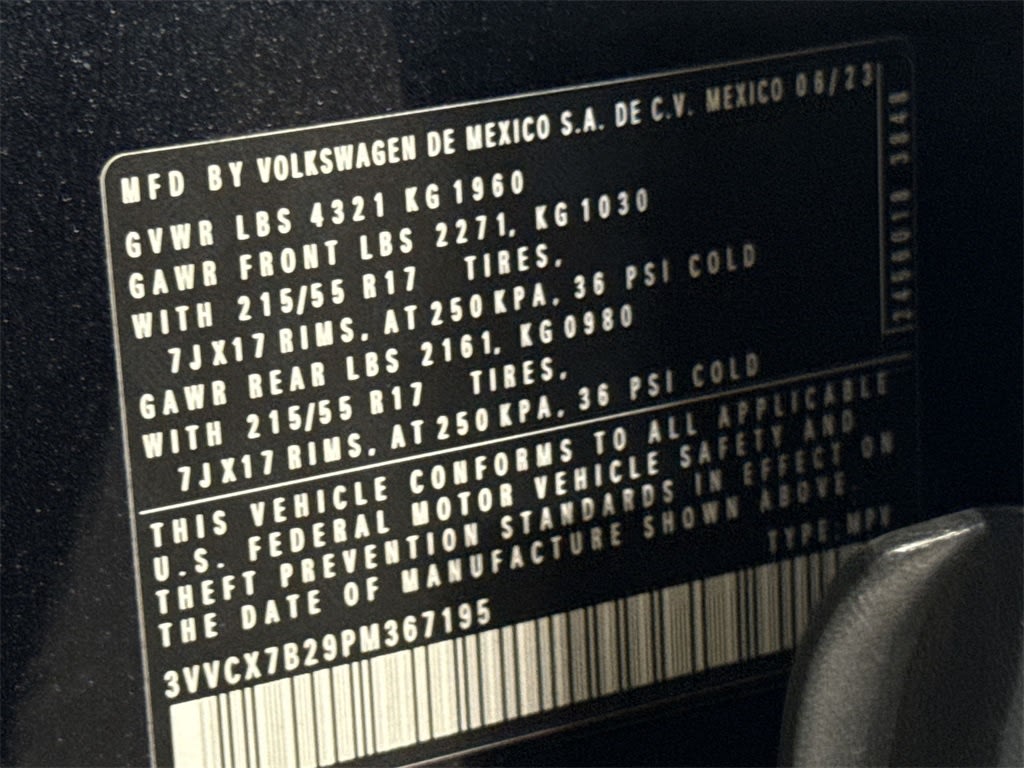 MFD BY VOLKSWAGEN DE MEXICO S.A. DE C.V. MEXICO 06/23
GVWR LBS 4321 KG 1960
GAWR FRONT LBS 2271, KG 1030
WITH 215/55 R17 TIRES,
7JX17 RIMS, AT 250 KPA, 36 PSI COLD
GAWR REAR LBS 2161, KG 0980
WITH 215/55 R17 TIRES,
7JX17 RIMS, AT 250 KPA, 36 PSI COLD
THIS VEHICLE CONFORMS TO ALL APPLICABLE
U.S. FEDERAL MOTOR VEHICLE SAFETY AND
THEFT PREVENTION STANDARDS IN EFFECT ON
THE DATE OF MANUFACTURE SHOWN ABOVE.
TYPE: MPV
3VVCX7B29PM367195